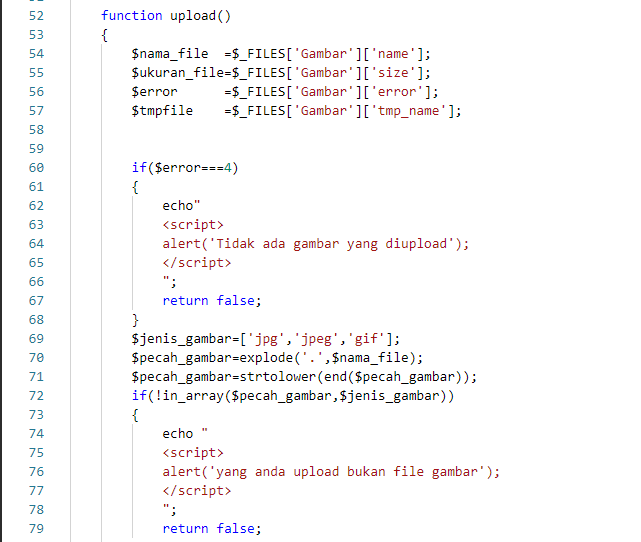 52 function upload()
53 {
54 $nama_file =$_FILES['Gambar']['name'];
55 $ukuran_file=$_FILES['Gambar']['size'];
56 $error =$_FILES['Gambar']['error'];
57 $tmpfile =$_FILES['Gambar']['tmp_name'];
58
59
60 if($error===4)
61 {
62 echo"
63 <script>
64 alert('Tidak ada gambar yang diupload');
65 </script>
66 ";
67 return false;
68 }
69 $jenis_gambar=['jpg','jpeg','gif'];
70 $pecah_gambar=explode('.',$nama_file);
71 $pecah_gambar=strtolower(end($pecah_gambar));
72 if(!in_array($pecah_gambar,$jenis_gambar))
73 {
74 echo "
75 <script>
76 alert('yang anda upload bukan file gambar');
77 </script>
78 ";
79 return false;